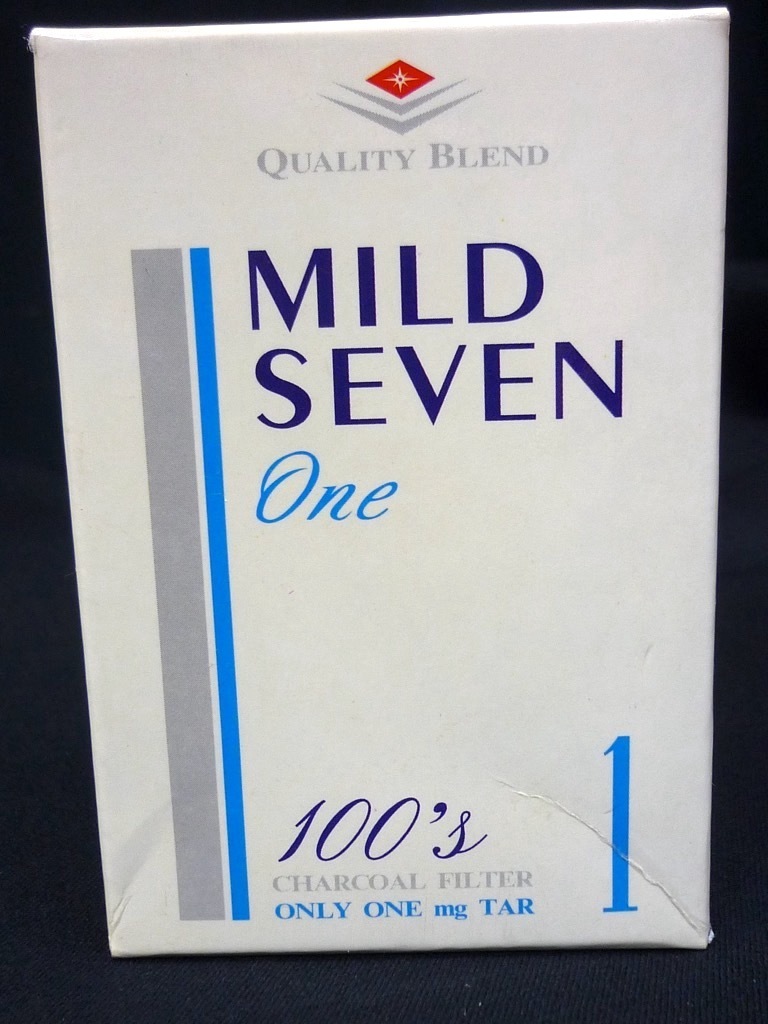 QUALITY BLEND
MILD
SEVEN
One
100's
CHARCOAL FILTER
ONLY ONE mg TAR
1